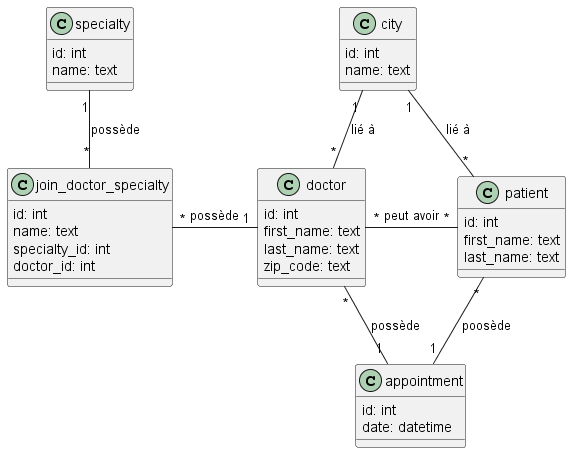 C specialty
id: int
name: text
C city
id: int
name: text
1
possède
*
1
lié à
*
1
lié à
*
C join_doctor_specialty
id: int
name: text
specialty_id: int
doctor_id: int
* possède 1
C doctor
id: int
first_name: text
last_name: text
zip_code: text
* peut avoir *
C patient
id: int
first_name: text
last_name: text
*
possède
1
*
poosède
1
C appointment
id: int
date: datetime